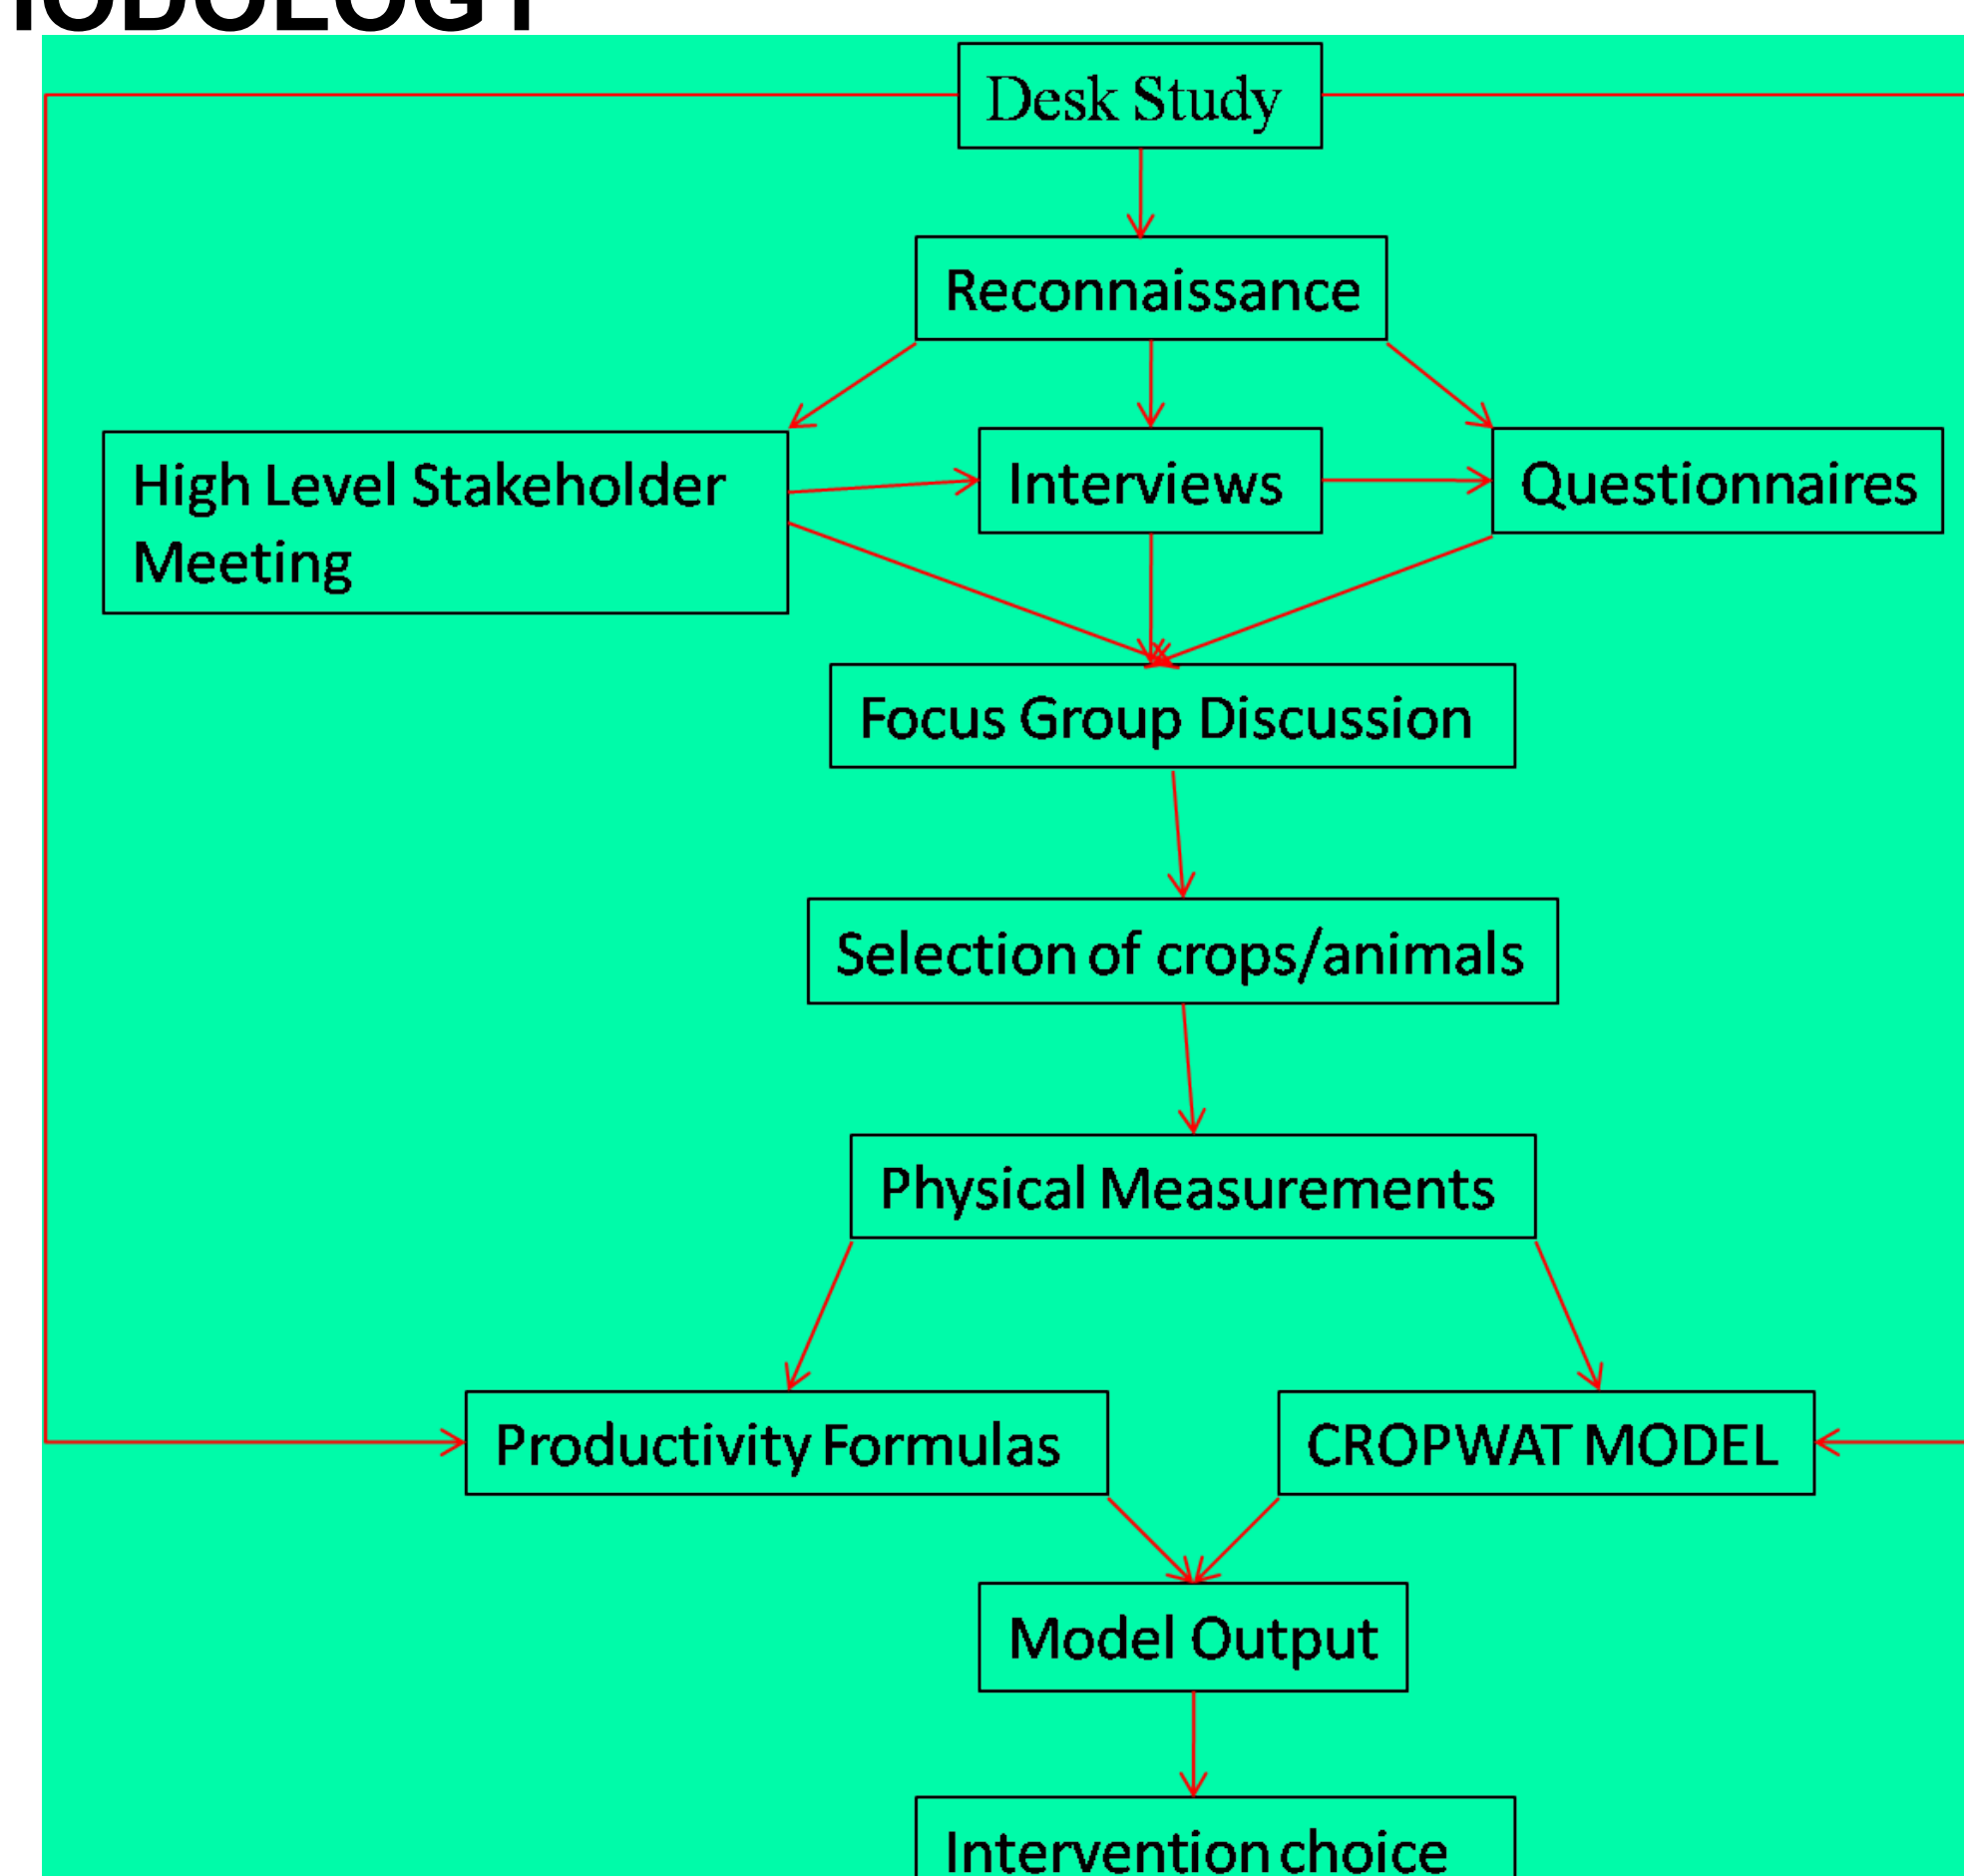 Desk Study
Reconnaissance
High Level Stakeholder
Meeting
Interviews
Questionnaires
Focus Group Discussion
Selection of crops/animals
Physical Measurements
Productivity Formulas
CROPWAT MODEL
Model Output
Intervention choice